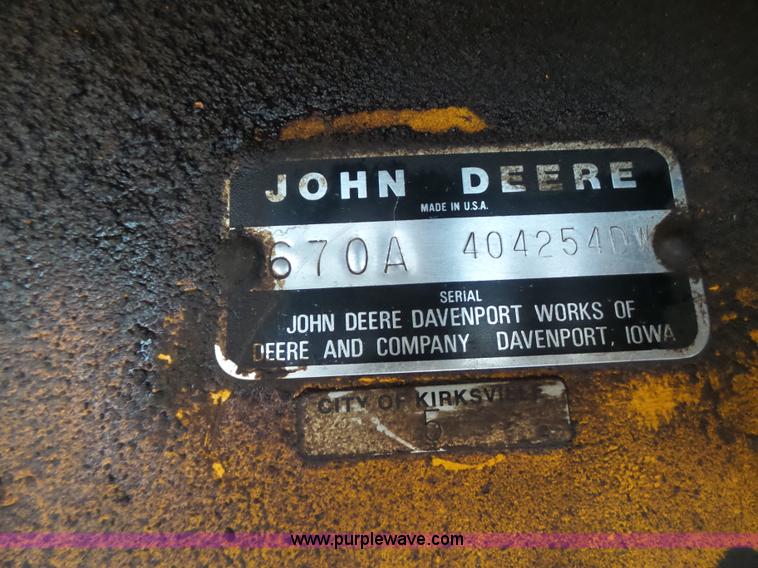 JOHN DEERE
MADE IN U.S.A.
670A 404254DW
SERIAL
JOHN DEERE DAVENPORT WORKS OF
DEERE AND COMPANY DAVENPORT, IOWA
CITY OF KIRKSVILLE
5
www.purplewave.com